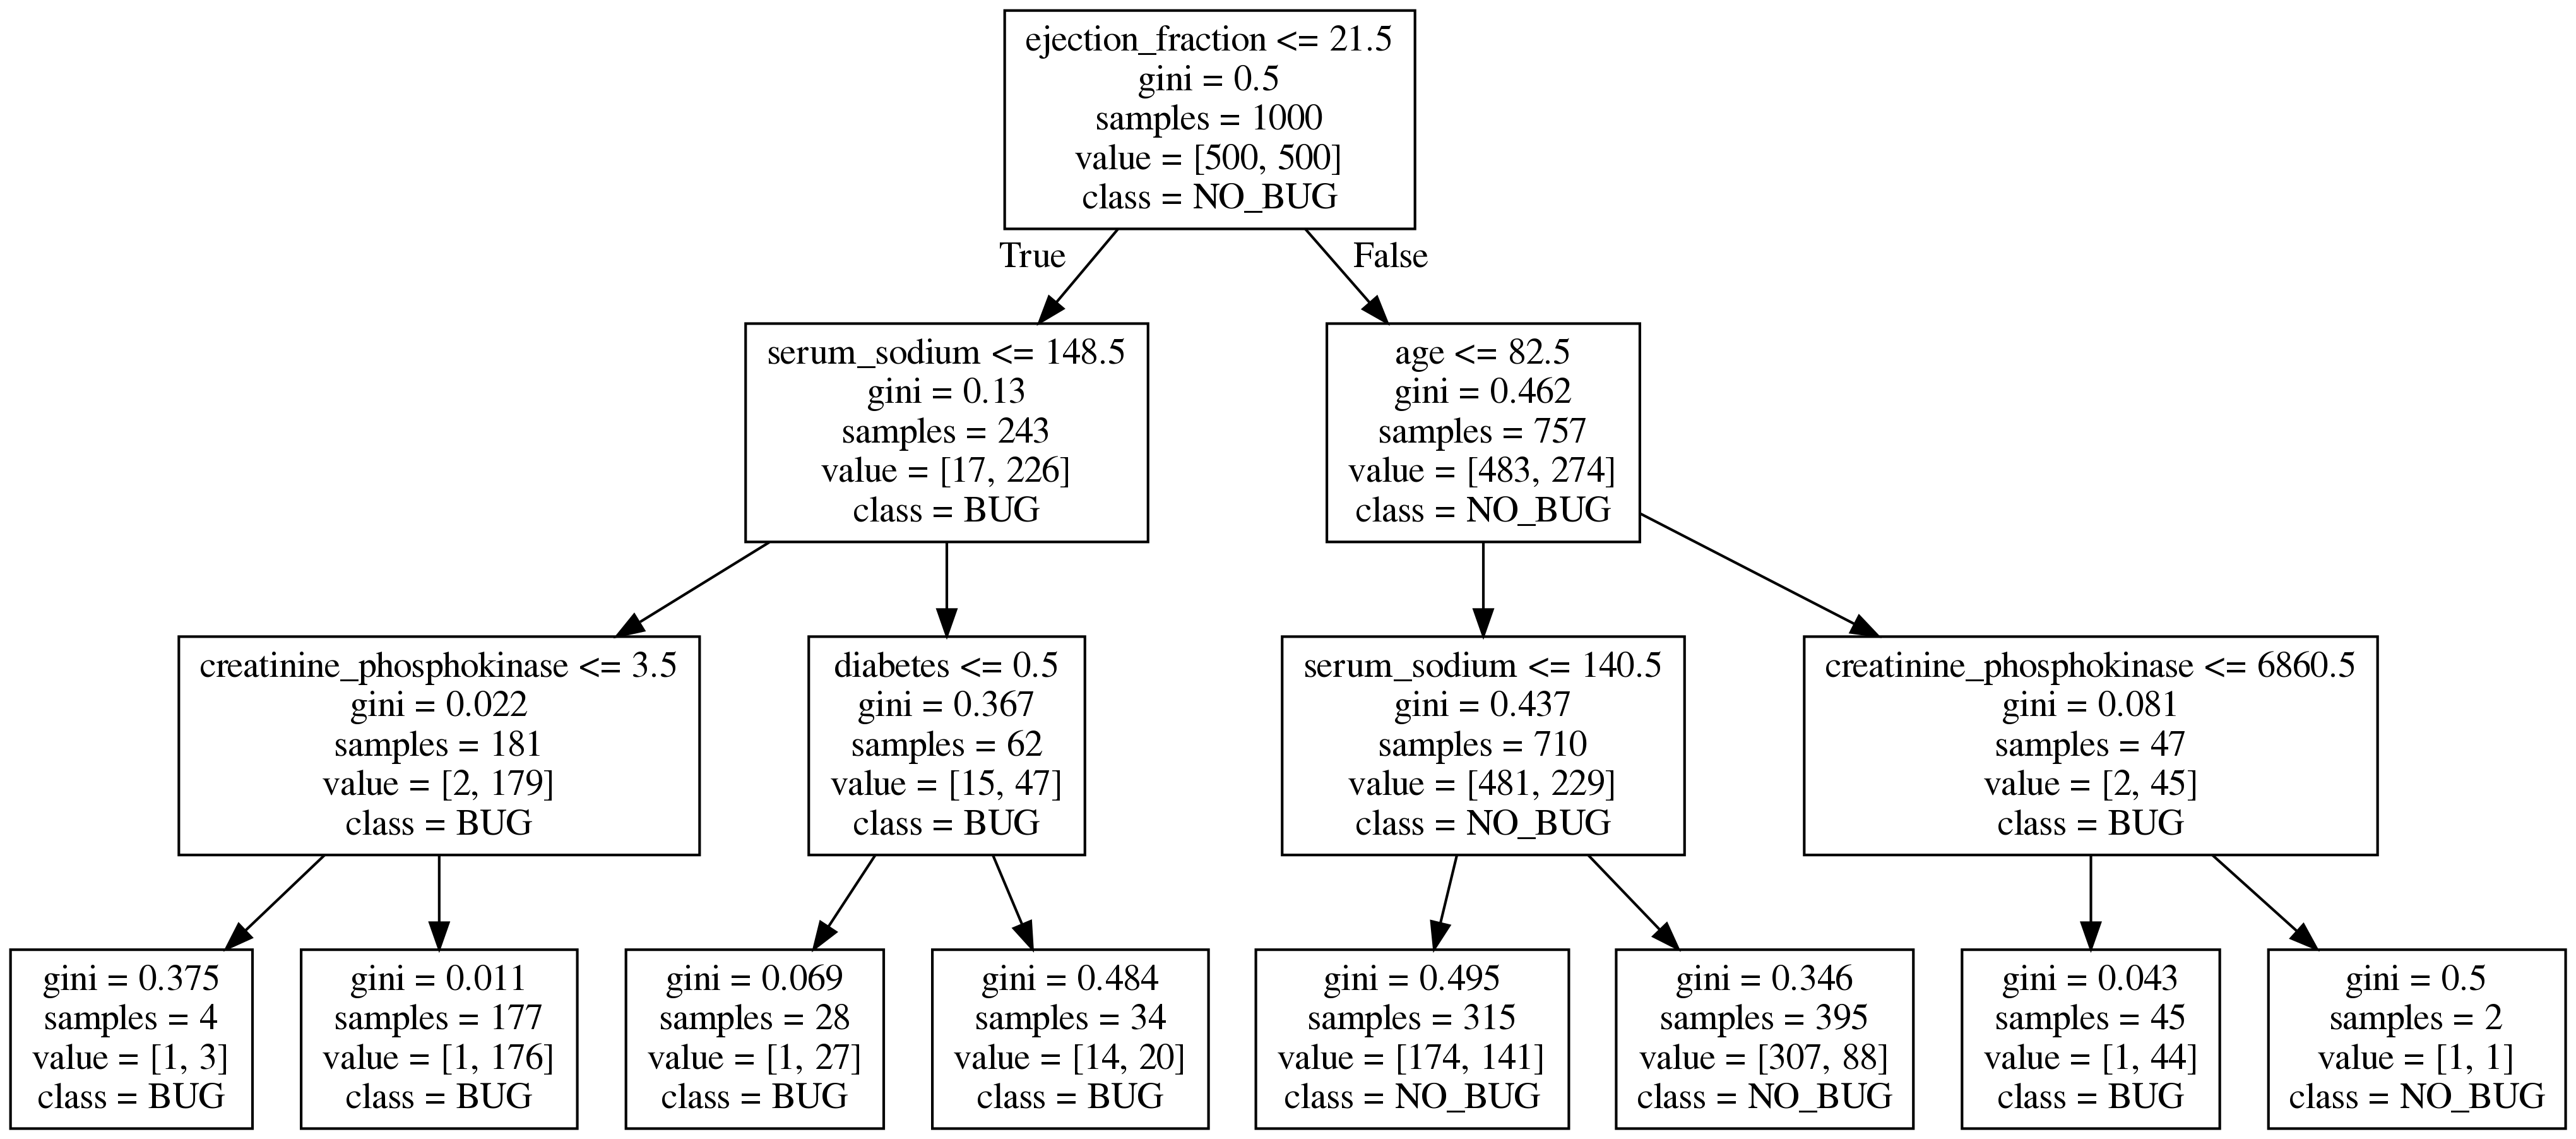 ejection_fraction <= 21.5
gini = 0.5
samples = 1000
value = [500, 500]
class = NO_BUG
True
False
serum_sodium <= 148.5
gini = 0.13
samples = 243
value = [17, 226]
class = BUG
age <= 82.5
gini = 0.462
samples = 757
value = [483, 274]
class = NO_BUG
creatinine_phosphokinase <= 3.5
gini = 0.022
samples = 181
value = [2, 179]
class = BUG
diabetes <= 0.5
gini = 0.367
samples = 62
value = [15, 47]
class = BUG
serum_sodium <= 140.5
gini = 0.437
samples = 710
value = [481, 229]
class = NO_BUG
creatinine_phosphokinase <= 6860.5
gini = 0.081
samples = 47
value = [2, 45]
class = BUG
gini = 0.375
samples = 4
value = [1, 3]
class = BUG
gini = 0.011
samples = 177
value = [1, 176]
class = BUG
gini = 0.069
samples = 28
value = [1, 27]
class = BUG
gini = 0.484
samples = 34
value = [14, 20]
class = BUG
gini = 0.495
samples = 315
value = [174, 141]
class = NO_BUG
gini = 0.346
samples = 395
value = [307, 88]
class = NO_BUG
gini = 0.043
samples = 45
value = [1, 44]
class = BUG
gini = 0.5
samples = 2
value = [1, 1]
class = NO_BUG